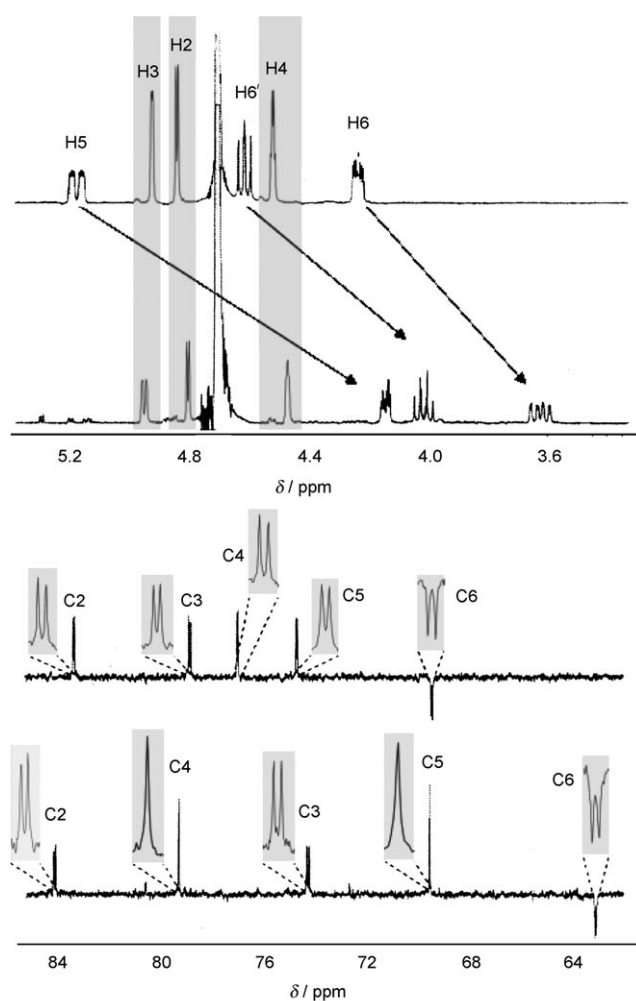 H3 H2 H4
H5 H6' H6
5.2 4.8 4.4 4.0 3.6
δ / ppm
C2 C3 C4 C5 C6
C2 C4 C3 C5 C6
84 80 76 72 68 64
δ / ppm